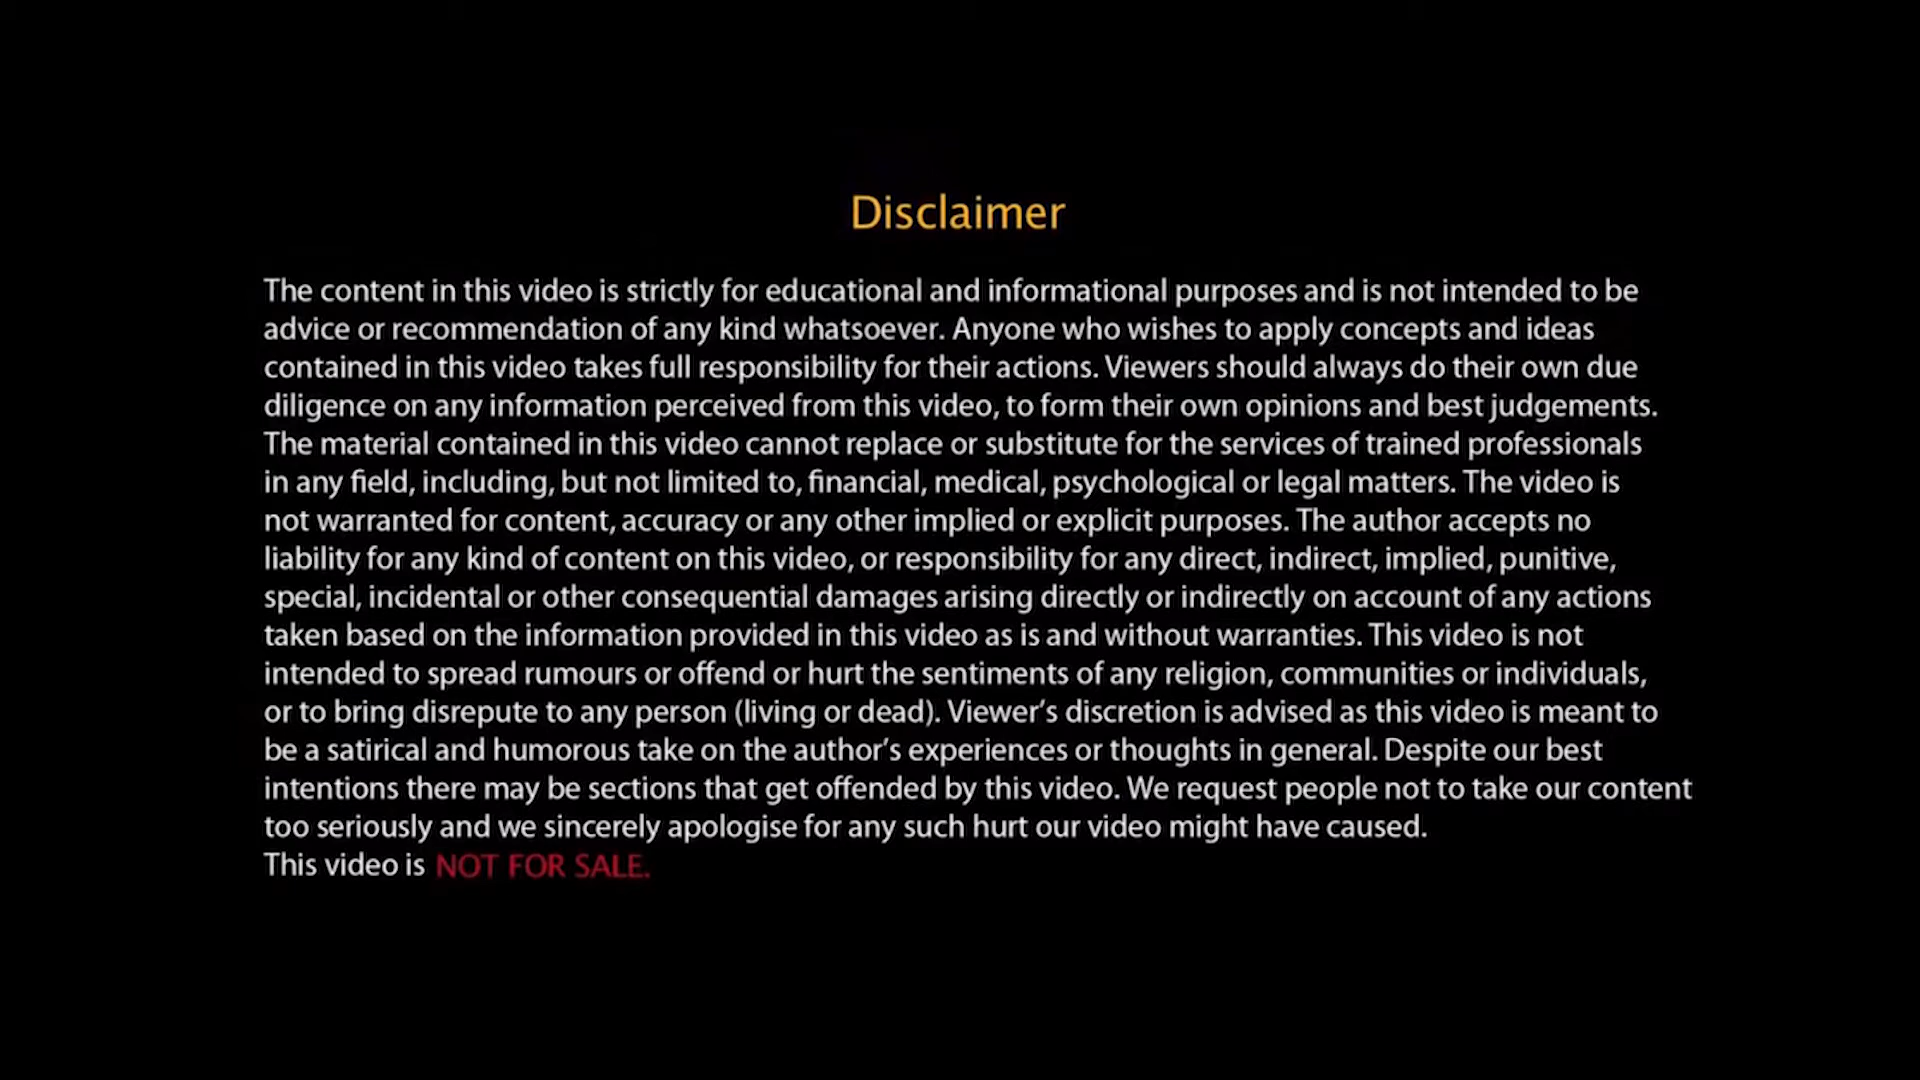 Disclaimer
The content in this video is strictly for educational and informational purposes and is not intended to be
advice or recommendation of any kind whatsoever. Anyone who wishes to apply concepts and ideas
contained in this video takes full responsibility for their actions. Viewers should always do their own due
diligence on any information perceived from this video, to form their own opinions and best judgements.
The material contained in this video cannot replace or substitute for the services of trained professionals
in any field, including, but not limited to, financial, medical, psychological or legal matters. The video is
not warranted for content, accuracy or any other implied or explicit purposes. The author accepts no
liability for any kind of content on this video, or responsibility for any direct, indirect, implied, punitive,
special, incidental or other consequential damages arising directly or indirectly on account of any actions
taken based on the information provided in this video as is and without warranties. This video is not
intended to spread rumours or offend or hurt the sentiments of any religion, communities or individuals,
or to bring disrepute to any person (living or dead). Viewer’s discretion is advised as this video is meant to
be a satirical and humorous take on the author’s experiences or thoughts in general. Despite our best
intentions there may be sections that get offended by this video. We request people not to take our content
too seriously and we sincerely apologise for any such hurt our video might have caused.
This video is NOT FOR SALE.